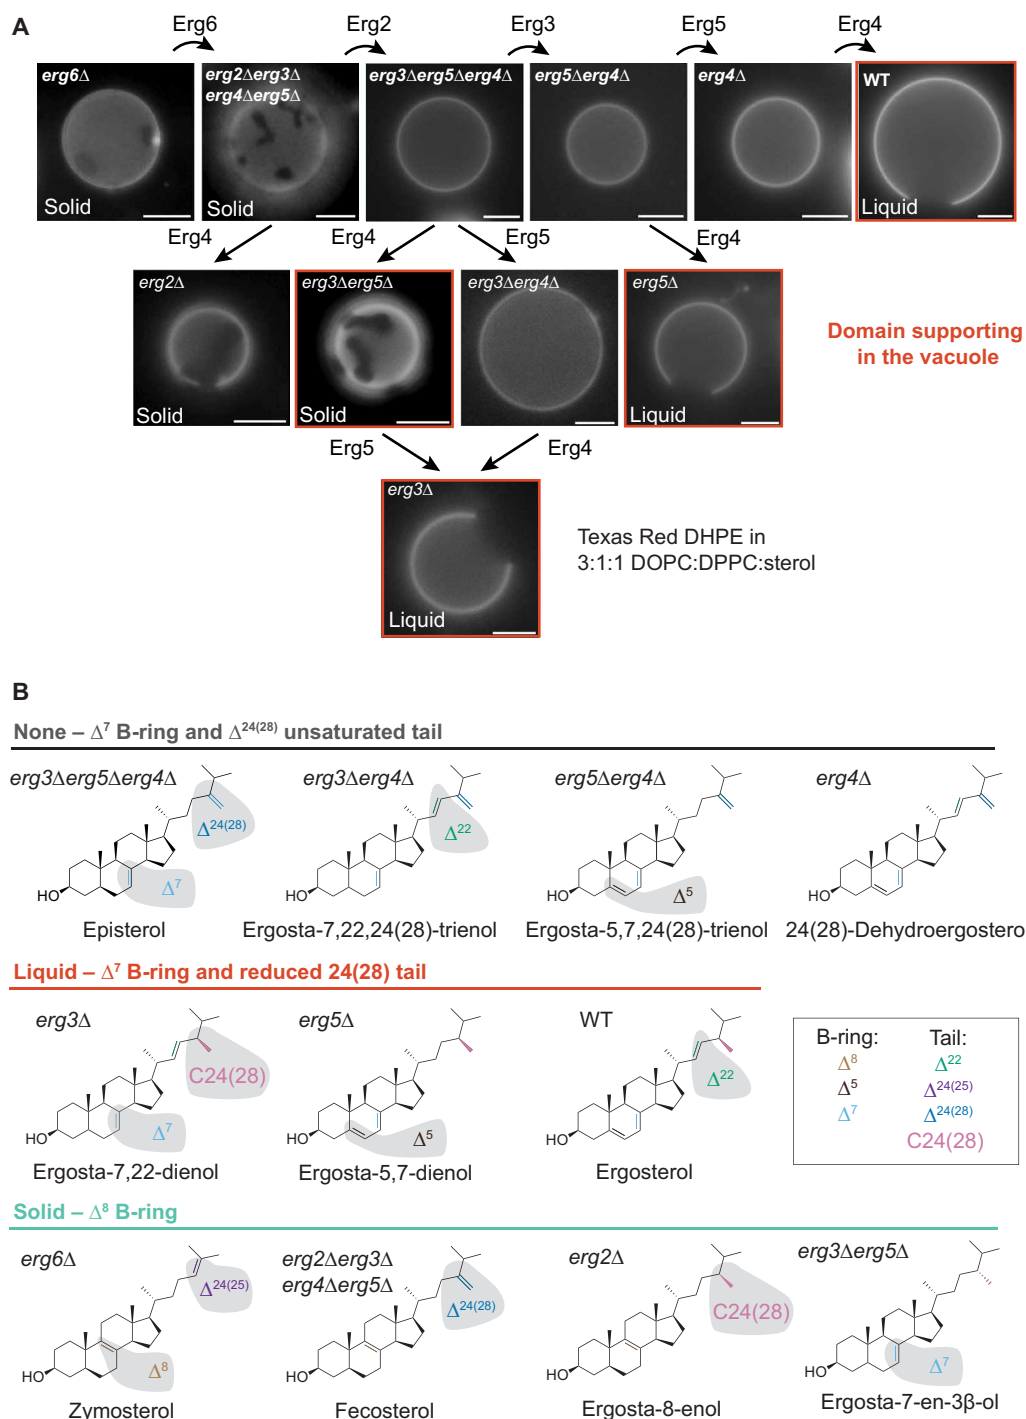 A
Erg6 Erg2 Erg3 Erg5 Erg4
erg6Δ erg2Δerg3Δ erg3Δerg5Δerg4Δ erg5Δerg4Δ erg4Δ WT
erg4Δerg5Δ
Solid Solid Liquid
Erg4 Erg4 Erg5 Erg4
erg2Δ erg3Δerg5Δ erg3Δerg4Δ erg5Δ
Domain supporting
in the vacuole
Solid Solid Liquid
Erg5 Erg4
erg3Δ
Texas Red DHPE in
3:1:1 DOPC:DPPC:sterol
Liquid
B
None – Δ⁷ B-ring and Δ²⁴⁽²⁸⁾ unsaturated tail
erg3Δerg5Δerg4Δ erg3Δerg4Δ erg5Δerg4Δ erg4Δ
Δ²⁴⁽²⁸⁾ Δ²²
Δ⁷ Δ⁵
HO HO HO HO
Episterol Ergosta-7,22,24(28)-trienol Ergosta-5,7,24(28)-trienol 24(28)-Dehydroergostero
Liquid – Δ⁷ B-ring and reduced 24(28) tail
erg3Δ erg5Δ WT
C24(28) Δ²²
Δ⁷ Δ⁵
HO HO HO
Ergosta-7,22-dienol Ergosta-5,7-dienol Ergosterol
B-ring: Tail:
Δ⁸ Δ²²
Δ⁵ Δ²⁴⁽²⁵⁾
Δ⁷ Δ²⁴⁽²⁸⁾
C24(28)
Solid – Δ⁸ B-ring
erg6Δ erg2Δerg3Δ erg2Δ erg3Δerg5Δ
erg4Δerg5Δ
Δ²⁴⁽²⁵⁾ Δ²⁴⁽²⁸⁾ C24(28)
Δ⁸ Δ⁷
HO HO HO HO
Zymosterol Fecosterol Ergosta-8-enol Ergosta-7-en-3β-ol